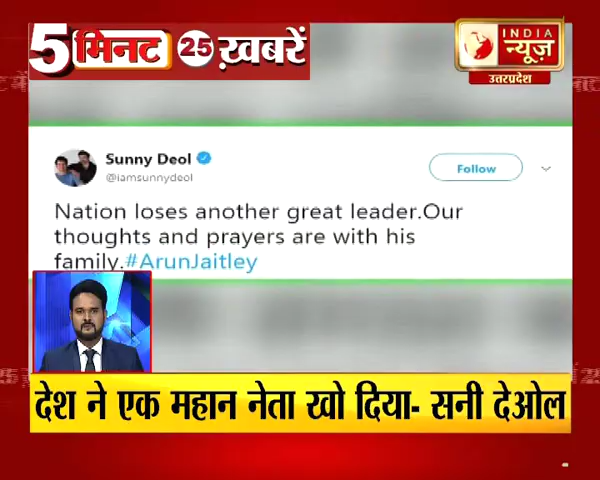 5 मिनट 25 ख़बरें
INDIA
न्यूज़
उत्तरप्रदेश
Sunny Deol
@iamsunnydeol
Follow
Nation loses another great leader.Our
thoughts and prayers are with his
family.#ArunJaitley
देश ने एक महान नेता खो दिया- सनी देओल